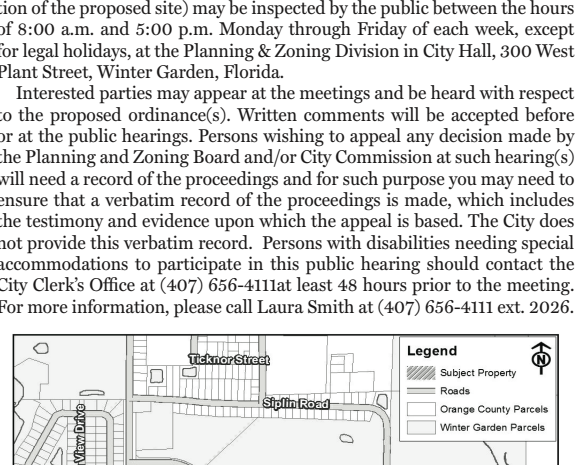 tion of the proposed site) may be inspected by the public between the hours
of 8:00 a.m. and 5:00 p.m. Monday through Friday of each week, except
for legal holidays, at the Planning & Zoning Division in City Hall, 300 West
Plant Street, Winter Garden, Florida.
Interested parties may appear at the meetings and be heard with respect
to the proposed ordinance(s). Written comments will be accepted before
or at the public hearings. Persons wishing to appeal any decision made by
the Planning and Zoning Board and/or City Commission at such hearing(s)
will need a record of the proceedings and for such purpose you may need to
ensure that a verbatim record of the proceedings is made, which includes
the testimony and evidence upon which the appeal is based. The City does
not provide this verbatim record. Persons with disabilities needing special
accommodations to participate in this public hearing should contact the
City Clerk's Office at (407) 656-4111at least 48 hours prior to the meeting.
For more information, please call Laura Smith at (407) 656-4111 ext. 2026.
Ticknor Street
Siplin Road
View Drive
Legend
N
Subject Property
Roads
Orange County Parcels
Winter Garden Parcels